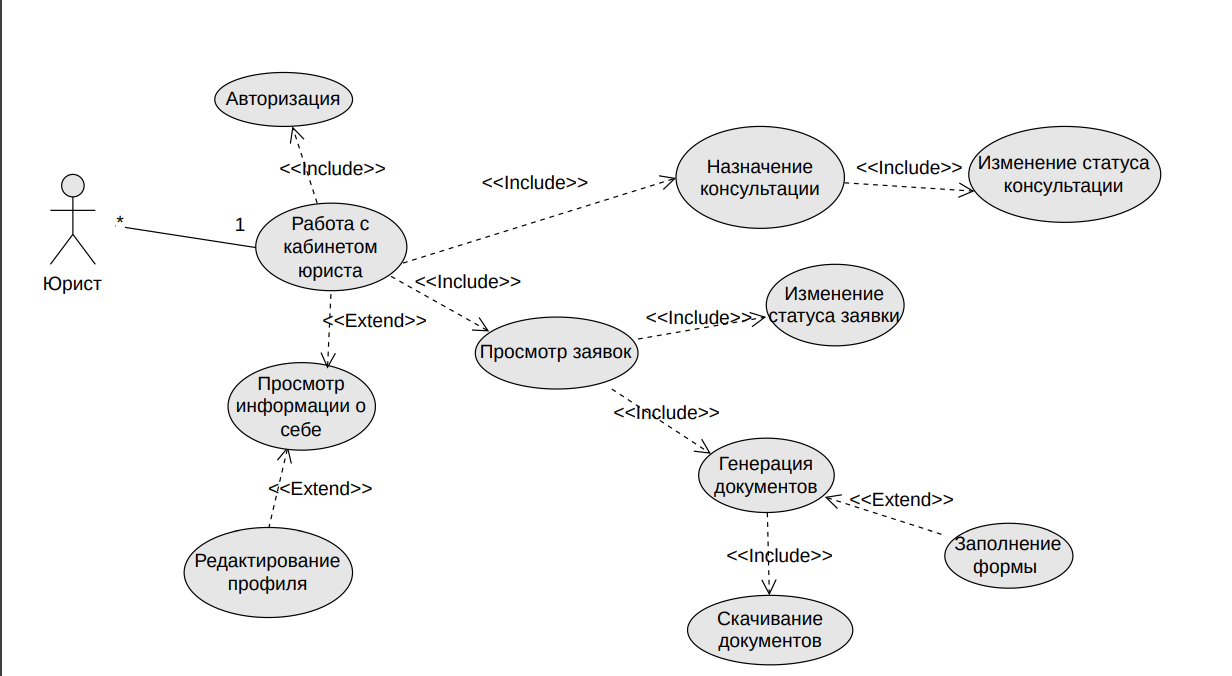 Авторизация
<<Include>>
Юрист
*
1
Работа с
кабинетом
юриста
<<Include>>
Назначение
консультации
<<Include>>
Изменение статуса
консультации
<<Include>>
Просмотр заявок
<<Include>>
Изменение
статуса заявки
<<Extend>>
Просмотр
информации о
себе
<<Extend>>
Редактирование
профиля
<<Include>>
Генерация
документов
<<Extend>>
Заполнение
формы
<<Include>>
Скачивание
документов